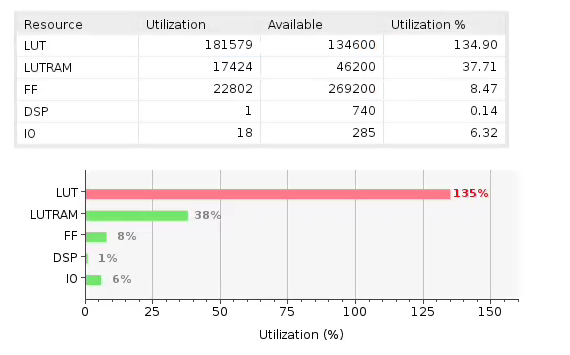 Resource Utilization Available Utilization %
LUT 181579 134600 134.90
LUTRAM 17424 46200 37.71
FF 22802 269200 8.47
DSP 1 740 0.14
IO 18 285 6.32
LUT 135%
LUTRAM 38%
FF 8%
DSP 1%
IO 6%
0 25 50 75 100 125 150
Utilization (%)